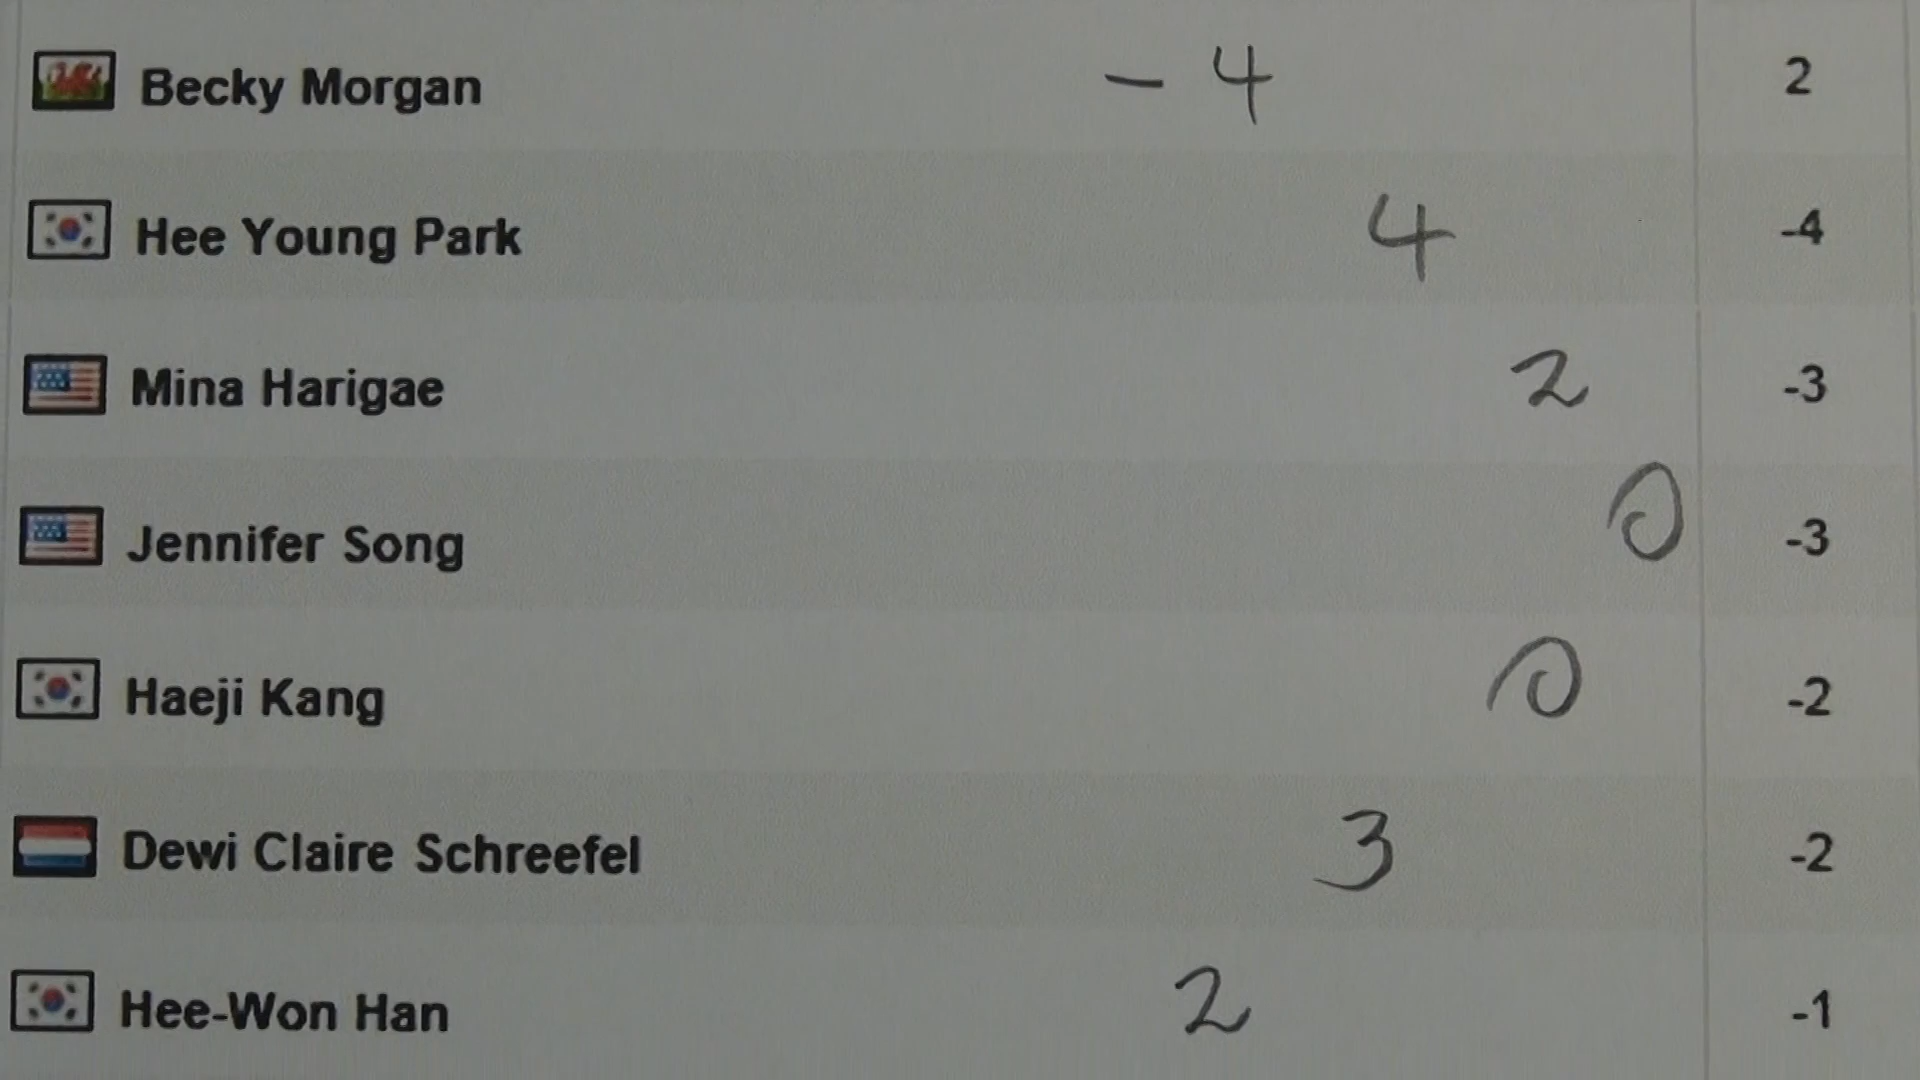 Becky Morgan - 4 2
Hee Young Park 4 -4
Mina Harigae 2 -3
Jennifer Song 0 -3
Haeji Kang 0 -2
Dewi Claire Schreefel 3 -2
Hee-Won Han 2 -1